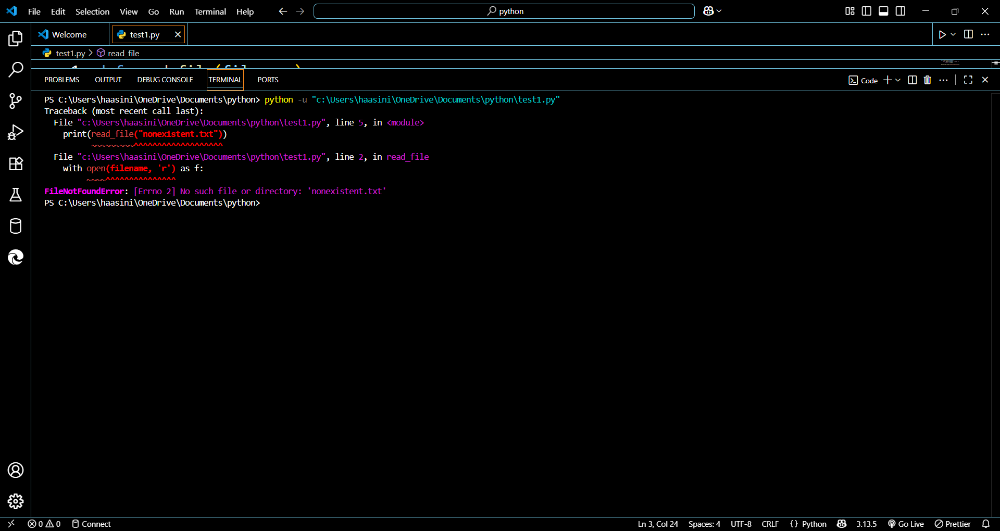 File Edit Selection View Go Run Terminal Help python
Welcome test1.py
test1.py > read_file
PROBLEMS OUTPUT DEBUG CONSOLE TERMINAL PORTS Code
PS C:\Users\haasini\OneDrive\Documents\python> python -u "c:\Users\haasini\OneDrive\Documents\python\test1.py"
Traceback (most recent call last):
  File "c:\Users\haasini\OneDrive\Documents\python\test1.py", line 5, in <module>
    print(read_file("nonexistent.txt"))
          ~~~~~~~~~^^^^^^^^^^^^^^^^^^^
  File "c:\Users\haasini\OneDrive\Documents\python\test1.py", line 2, in read_file
    with open(filename, 'r') as f:
         ~~~~^^^^^^^^^^^^^^^
FileNotFoundError: [Errno 2] No such file or directory: 'nonexistent.txt'
PS C:\Users\haasini\OneDrive\Documents\python>
0 0 Connect Ln 3, Col 24 Spaces: 4 UTF-8 CRLF {} Python 3.13.5 Go Live Prettier